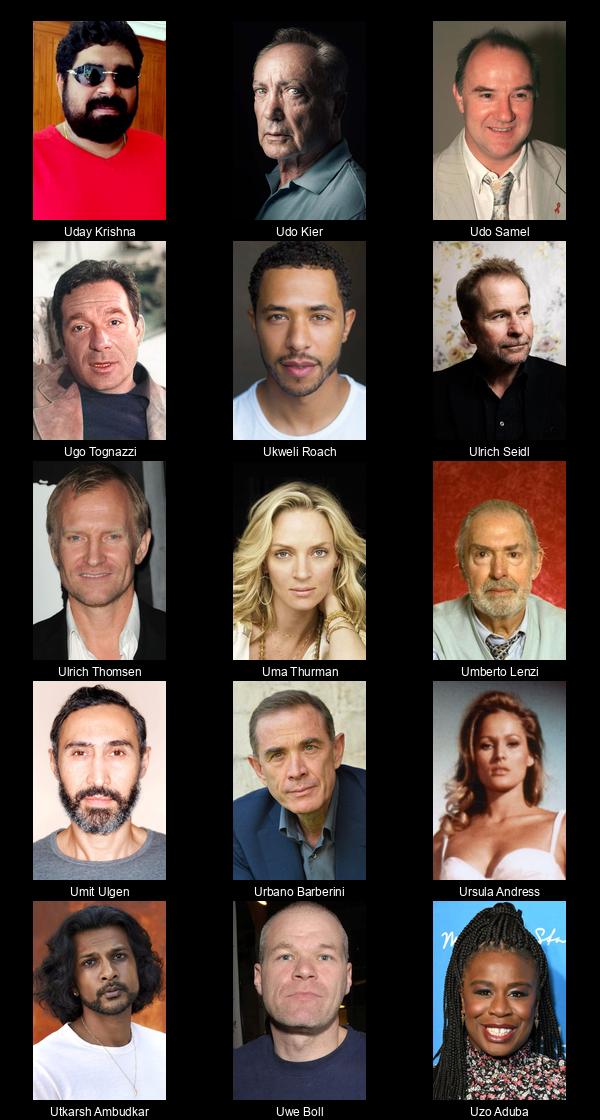 Uday Krishna
Udo Kier
Udo Samel
Ugo Tognazzi
Ukweli Roach
Ulrich Seidl
Ulrich Thomsen
Uma Thurman
Umberto Lenzi
Umit Ulgen
Urbano Barberini
Ursula Andress
Utkarsh Ambudkar
Uwe Boll
Uzo Aduba